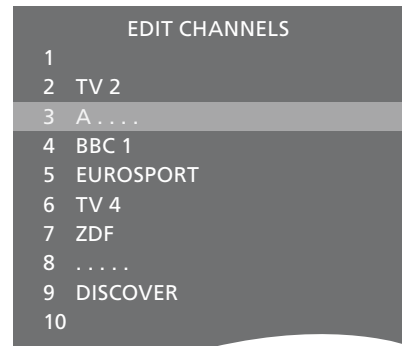 EDIT CHANNELS
1
2 TV 2
3 A . . . .
4 BBC 1
5 EUROSPORT
6 TV 4
7 ZDF
8 . . . . .
9 DISCOVER
10